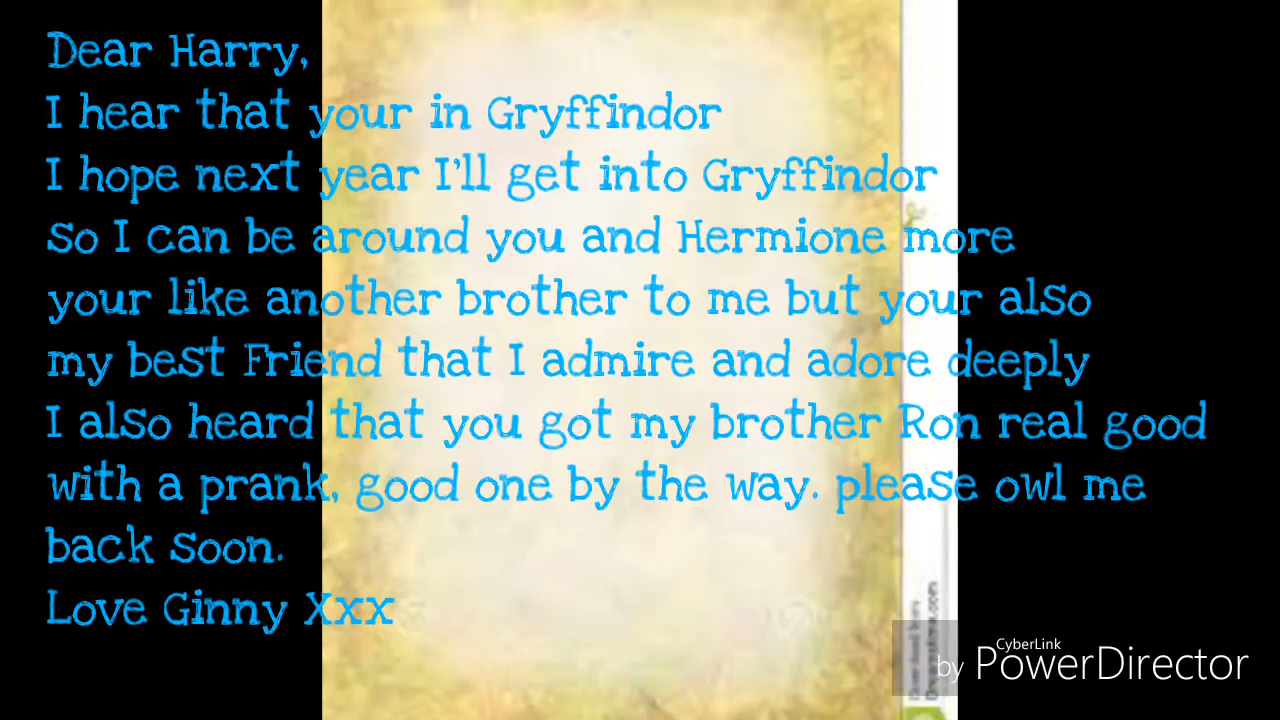 Dear Harry,
I hear that your in Gryffindor
I hope next year I'll get into Gryffindor
so I can be around you and Hermione more
your like another brother to me but your also
my best Friend that I admire and adore deeply
I also heard that you got my brother Ron real good
with a prank, good one by the way. please owl me
back soon.
Love Ginny Xxx
CyberLink
by PowerDirector